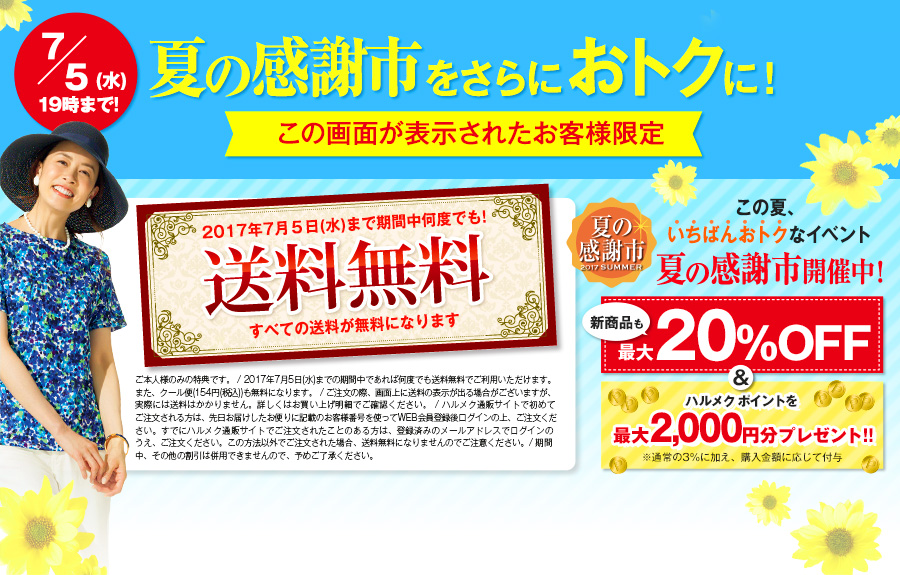 7/5(水)
19時まで!
夏の感謝市をさらにおトクに!
この画面が表示されたお客様限定
2017年7月5日(水)まで期間中何度でも!
送料無料
すべての送料が無料になります
ご本人様のみの特典です。 / 2017年7月5日(水)までの期間中であれば何度でも送料無料でご利用いただけます。
また、クール便(154円(税込))も無料になります。 / ご注文の際、画面上に送料の表示が出る場合がございますが、
実際には送料はかかりません。詳しくはお買い上げ明細でご確認ください。 / ハルメク通販サイトで初めて
ご注文される方は、先日お届けしたお便りに記載のお客様番号を使ってWEB会員登録後ログインの上、ご注文くだ
さい。すでにハルメク通販サイトでご注文されたことのある方は、登録済みのメールアドレスでログインの
うえ、ご注文ください。この方法以外でご注文された場合、送料無料になりませんのでご注意ください。/ 期間
中、その他の割引は併用できませんので、予めご了承ください。
夏の
感謝市
2017 SUMMER
この夏、
いちばんおトクなイベント
夏の感謝市開催中!
新商品も
最大20%OFF
&
ハルメク ポイントを
最大2,000円分プレゼント!!
※通常の3%に加え、購入金額に応じて付与